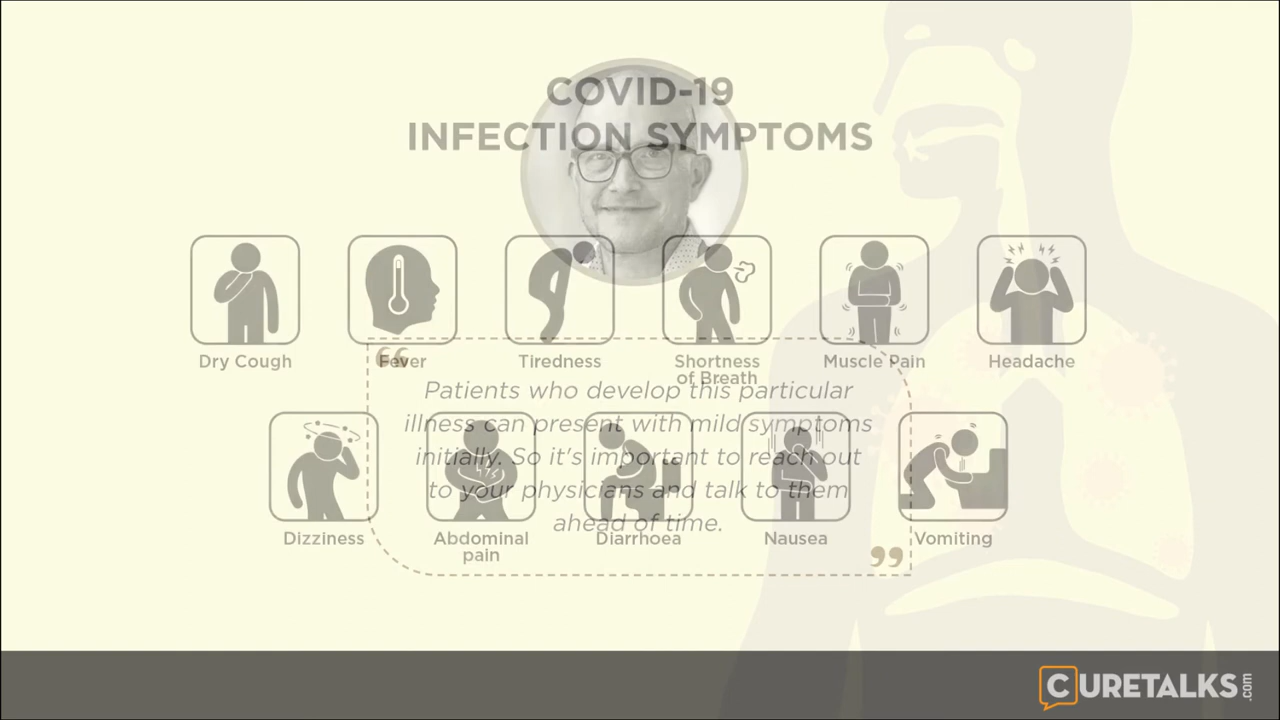 COVID-19
INFECTION SYMPTOMS
Dry Cough
Fever
Tiredness
Shortness
of Breath
Muscle Pain
Headache
“
Patients who develop this particular
illness can present with mild symptoms
initially. So it's important to reach out
to your physicians and talk to them
ahead of time.
”
Dizziness
Abdominal
pain
Diarrhoea
Nausea
Vomiting
CURETALKS.com